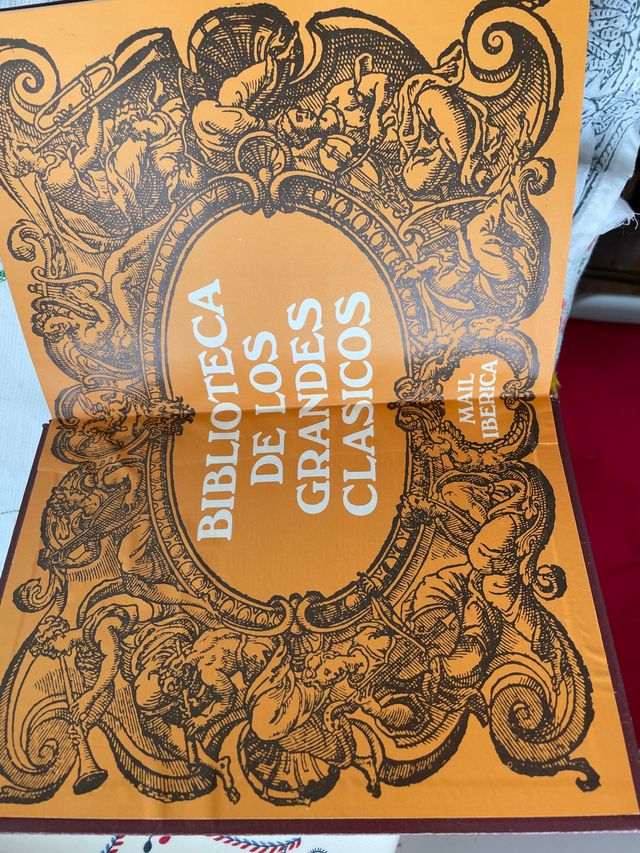 BIBLIOTECA
DE LOS
GRANDES
CLASICOS
MAIL
IBERICA